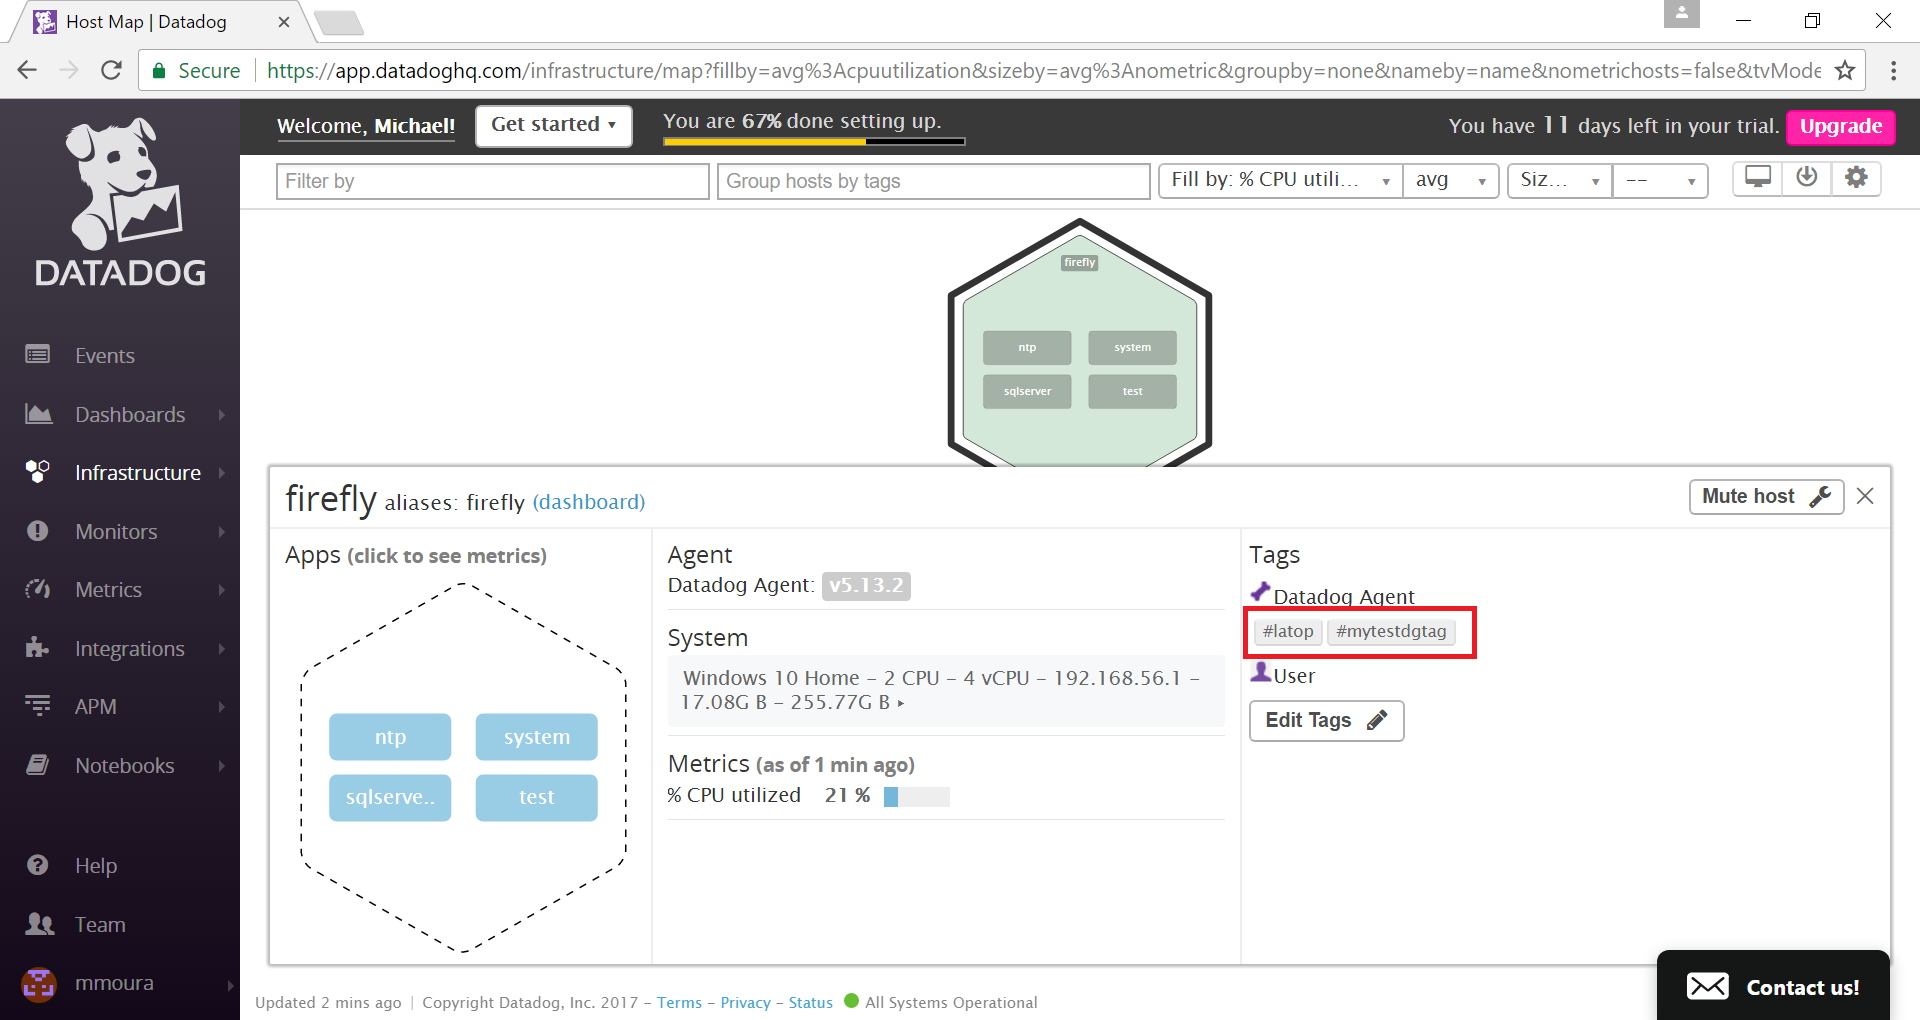 Host Map | Datadog
Secure https://app.datadoghq.com/infrastructure/map?fillby=avg%3Acpuutilization&sizeby=avg%3Anometric&groupby=none&nameby=name&nometrichosts=false&tvMode
Welcome, Michael! Get started You are 67% done setting up. You have 11 days left in your trial. Upgrade
Filter by Group hosts by tags Fill by: % CPU utili... avg Siz... --
DATADOG
Events
Dashboards
Infrastructure
Monitors
Metrics
Integrations
APM
Notebooks
Help
Team
mmoura
firefly
ntp system
sqlserver test
firefly aliases: firefly (dashboard) Mute host
Apps (click to see metrics)
ntp system
sqlserve.. test
Agent
Datadog Agent: v5.13.2
System
Windows 10 Home – 2 CPU – 4 vCPU – 192.168.56.1 –
17.08G B – 255.77G B
Metrics (as of 1 min ago)
% CPU utilized 21 %
Tags
Datadog Agent
#latop #mytestdgtag
User
Edit Tags
Updated 2 mins ago | Copyright Datadog, Inc. 2017 – Terms – Privacy – Status All Systems Operational
Contact us!